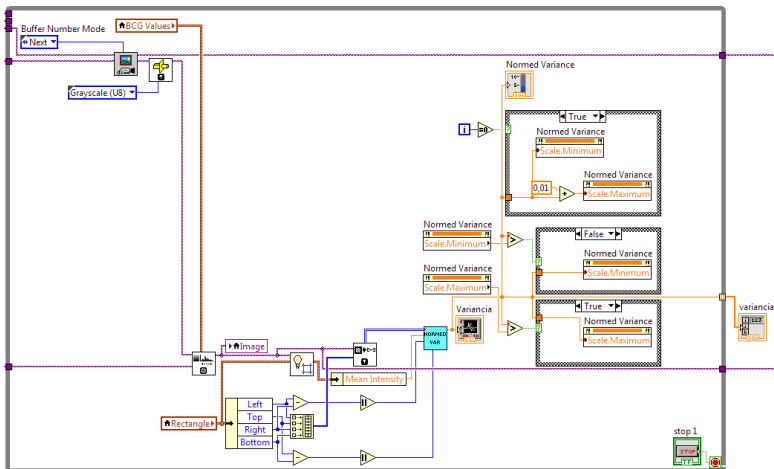 Buffer Number Mode
Next
BCG Values
Grayscale (U8)
Normed Variance
True
i
=0
Normed Variance
Scale.Minimum
0,01
Normed Variance
Scale.Maximum
Normed Variance
Scale.Minimum
False
Normed Variance
Scale.Minimum
Normed Variance
Scale.Maximum
True
Normed Variance
Scale.Maximum
Variancia
variancia
NORMED
VAR
Image
Mean Intensity
Rectangle
Left
Top
Right
Bottom
stop 1
STOP
TF